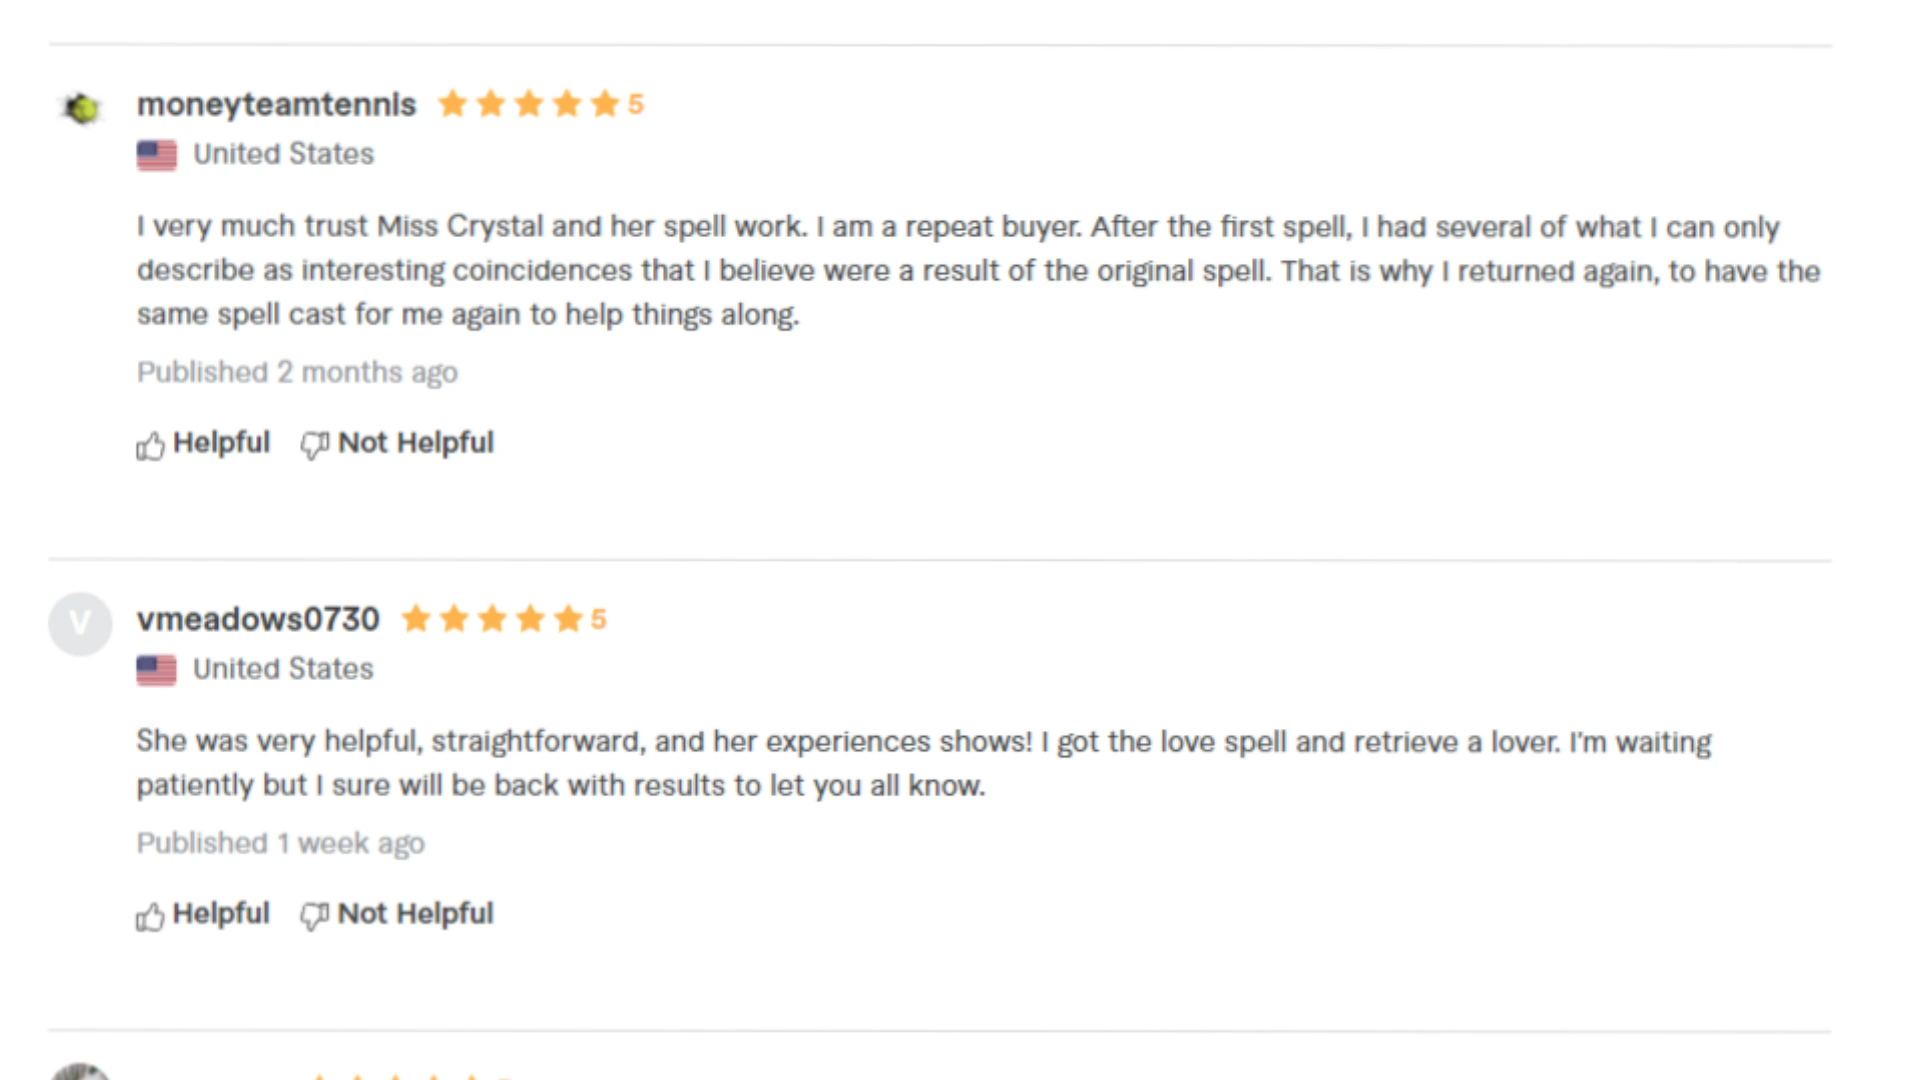 moneyteamtennis 5
United States
I very much trust Miss Crystal and her spell work. I am a repeat buyer. After the first spell, I had several of what I can only
describe as interesting coincidences that I believe were a result of the original spell. That is why I returned again, to have the
same spell cast for me again to help things along.
Published 2 months ago
Helpful Not Helpful
V vmeadows0730 5
United States
She was very helpful, straightforward, and her experiences shows! I got the love spell and retrieve a lover. I'm waiting
patiently but I sure will be back with results to let you all know.
Published 1 week ago
Helpful Not Helpful